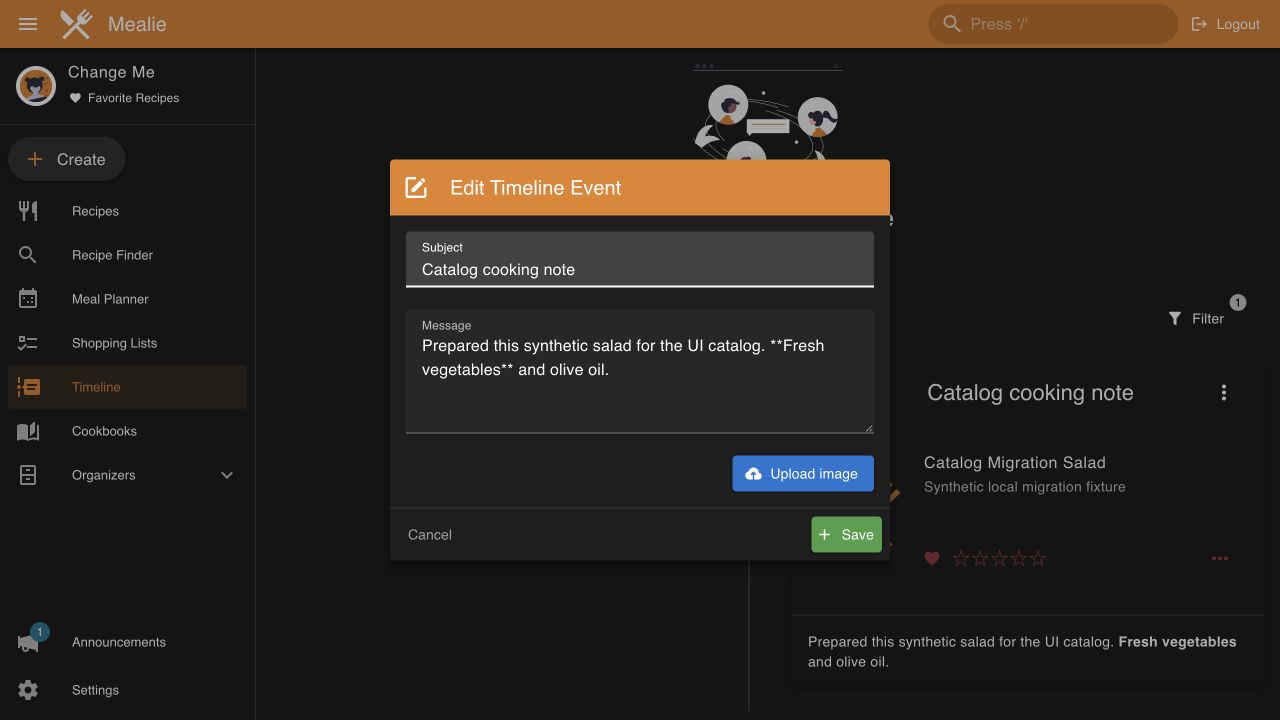 Mealie
Press '/'
Logout
Change Me
Favorite Recipes
Create
Recipes
Recipe Finder
Meal Planner
Shopping Lists
Timeline
Cookbooks
Organizers
1
Announcements
Settings
Edit Timeline Event
Subject
Catalog cooking note
Message
Prepared this synthetic salad for the UI catalog. **Fresh
vegetables** and olive oil.
Upload image
Cancel
Save
1
Filter
Catalog cooking note
Catalog Migration Salad
Synthetic local migration fixture
Prepared this synthetic salad for the UI catalog. Fresh vegetables
and olive oil.